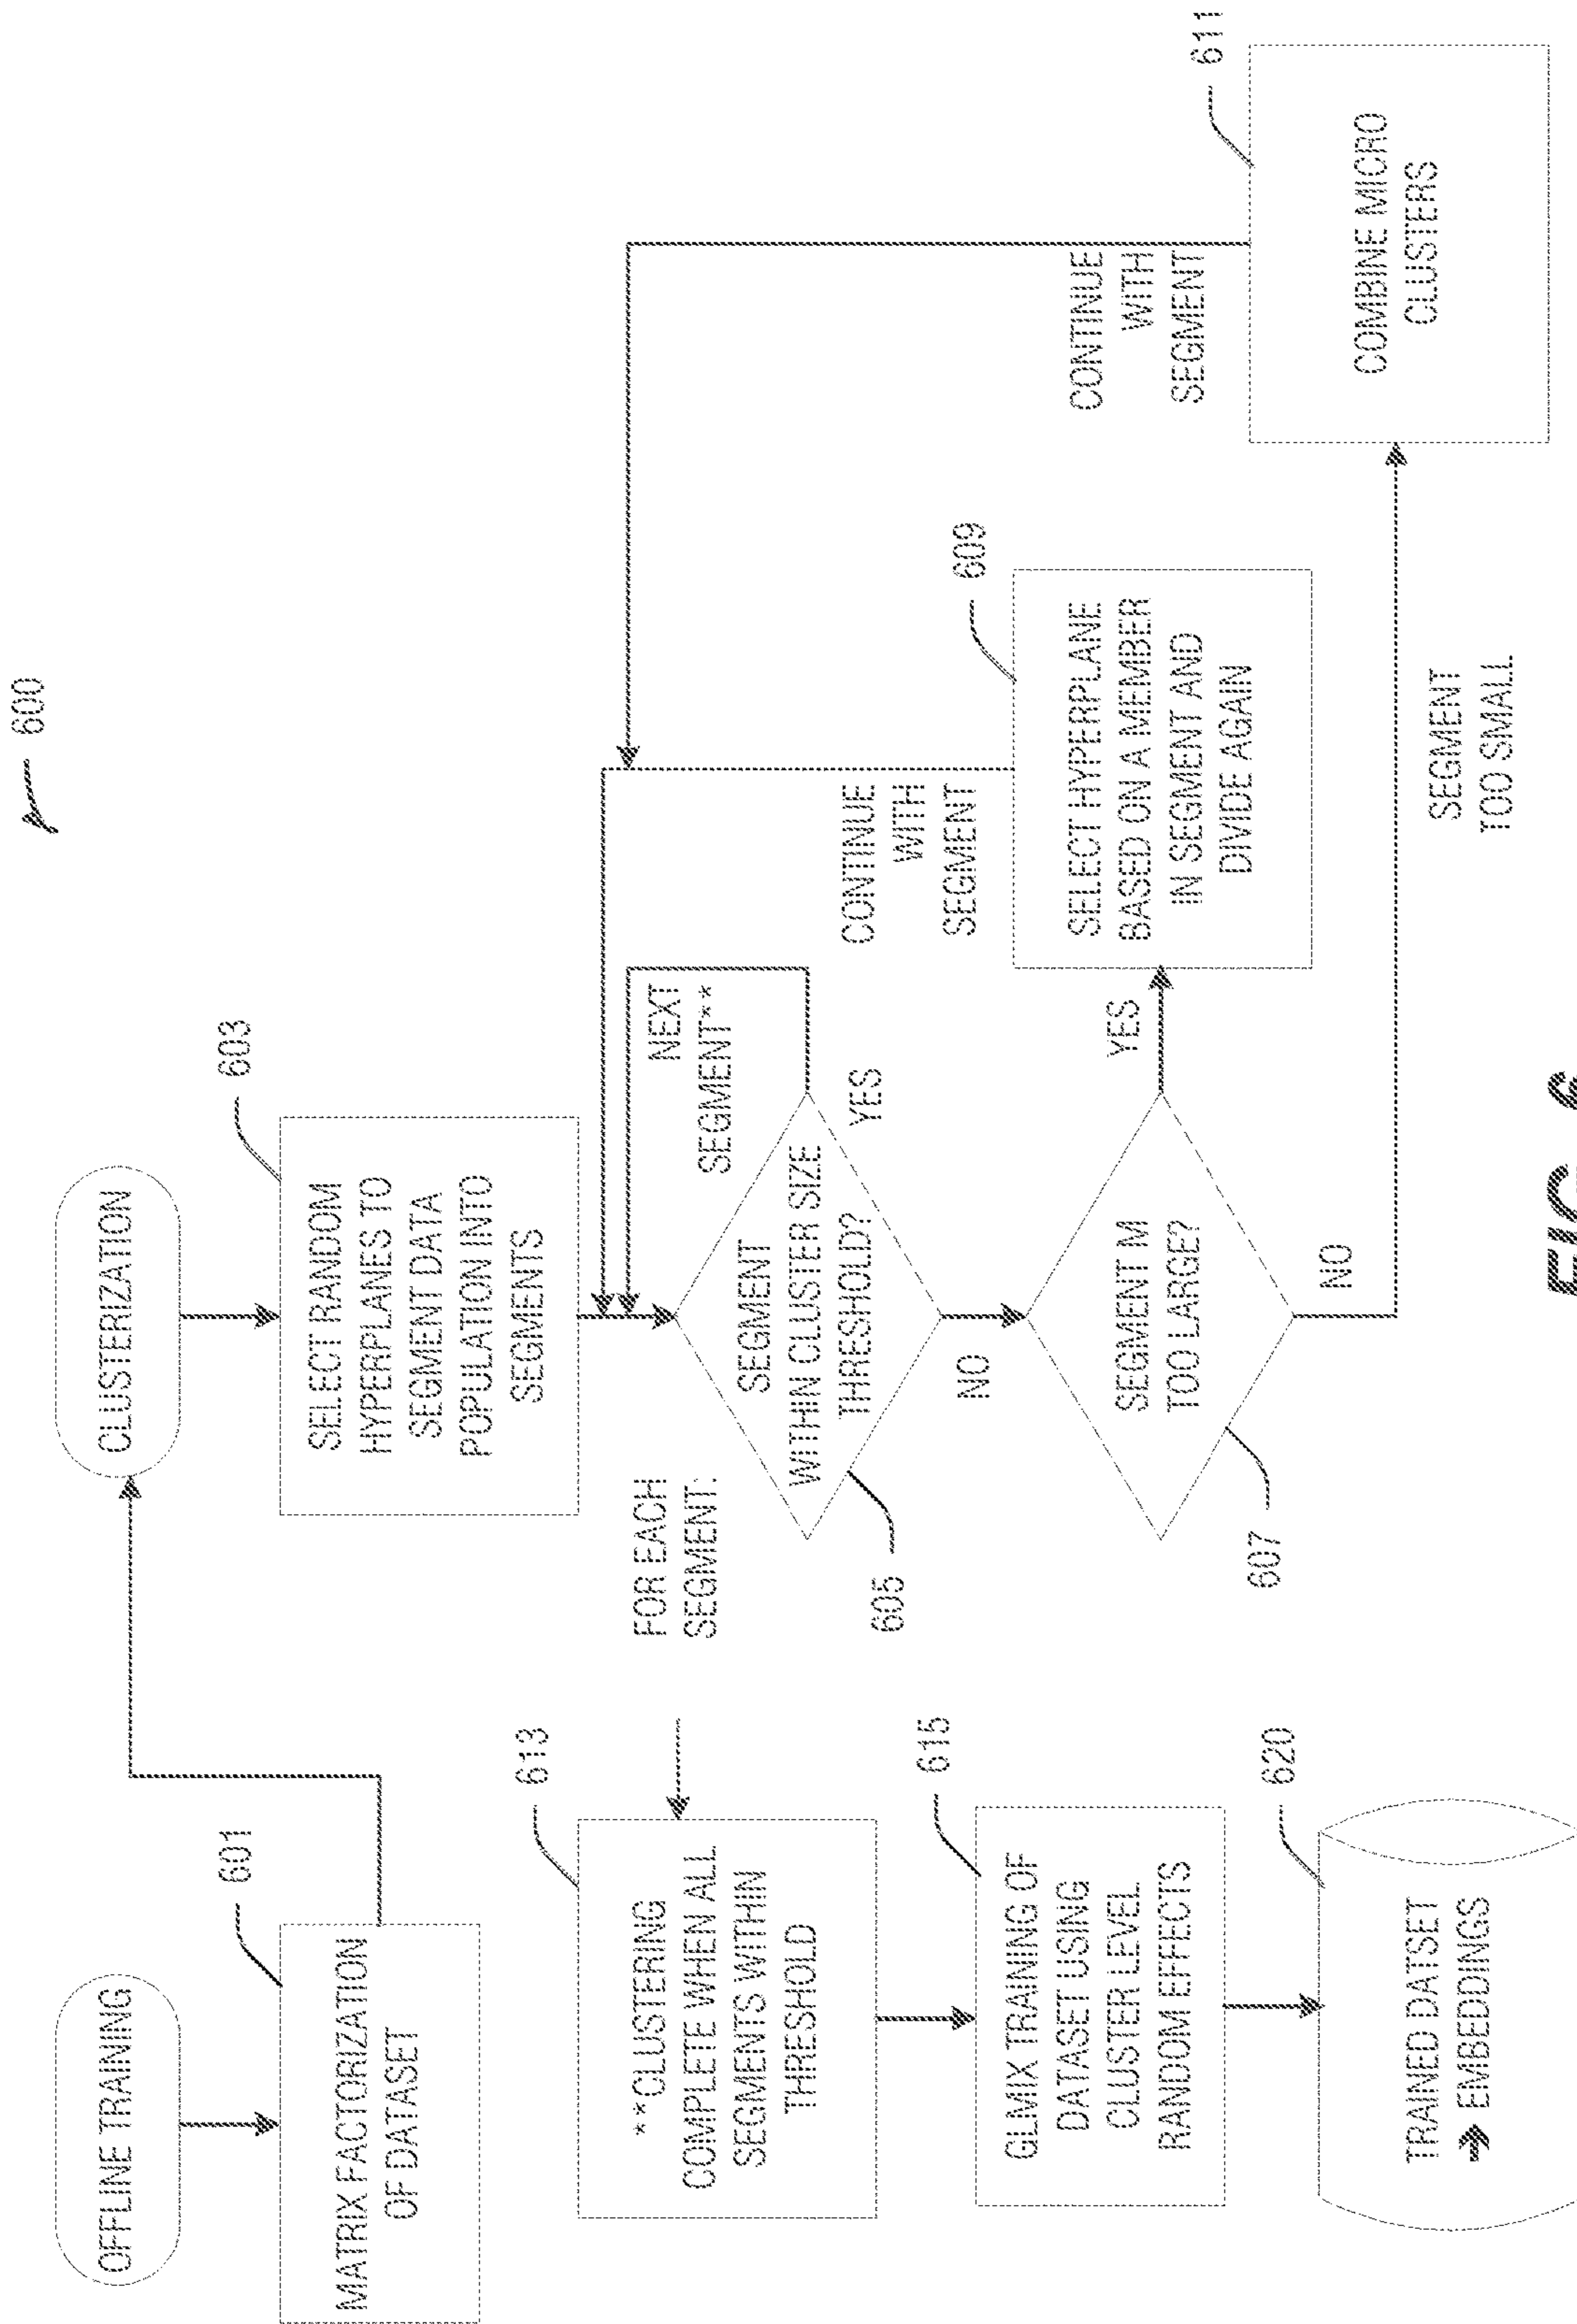 600
OFFLINE TRAINING
601
MATRIX FACTORIZATION
OF DATASET
613
**CLUSTERING
COMPLETE WHEN ALL
SEGMENTS WITHIN
THRESHOLD
615
GLMIX TRAINING OF
DATASET USING
CLUSTER LEVEL
RANDOM EFFECTS
620
TRAINED DATSET
EMBEDDINGS
CLUSTERIZATION
603
SELECT RANDOM
HYPERPLANES TO
SEGMENT DATA
POPULATION INTO
SEGMENTS
FOR EACH
SEGMENT:
NEXT
SEGMENT**
605
SEGMENT
WITHIN CLUSTER SIZE
THRESHOLD?
YES
NO
607
SEGMENT M
TOO LARGE?
YES
NO
CONTINUE
WITH
SEGMENT
609
SELECT HYPERPLANE
BASED ON A MEMBER
IN SEGMENT AND
DIVIDE AGAIN
SEGMENT
TOO SMALL
CONTINUE
WITH
SEGMENT
611
COMBINE MICRO
CLUSTERS
FIG. 6